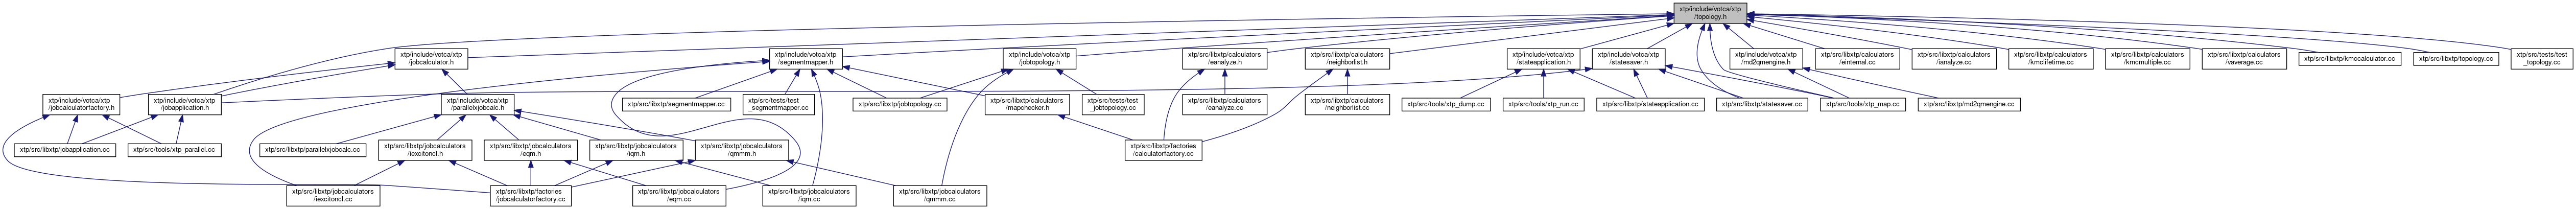 xtp/include/votca/xtp
/topology.h
xtp/include/votca/xtp
/jobcalculator.h
xtp/include/votca/xtp
/segmentmapper.h
xtp/include/votca/xtp
/jobtopology.h
xtp/src/libxtp/calculators
/eanalyze.h
xtp/src/libxtp/calculators
/neighborlist.h
xtp/include/votca/xtp
/stateapplication.h
xtp/include/votca/xtp
/statesaver.h
xtp/include/votca/xtp
/md2qmengine.h
xtp/src/libxtp/calculators
/einternal.cc
xtp/src/libxtp/calculators
/ianalyze.cc
xtp/src/libxtp/calculators
/kmclifetime.cc
xtp/src/libxtp/calculators
/kmcmultiple.cc
xtp/src/libxtp/calculators
/vaverage.cc
xtp/src/libxtp/kmccalculator.cc
xtp/src/libxtp/topology.cc
xtp/src/tests/test
_topology.cc
xtp/include/votca/xtp
/jobcalculatorfactory.h
xtp/include/votca/xtp
/jobapplication.h
xtp/include/votca/xtp
/parallelxjobcalc.h
xtp/src/libxtp/segmentmapper.cc
xtp/src/tests/test
_segmentmapper.cc
xtp/src/libxtp/jobtopology.cc
xtp/src/libxtp/calculators
/mapchecker.h
xtp/src/tests/test
_jobtopology.cc
xtp/src/libxtp/calculators
/eanalyze.cc
xtp/src/libxtp/calculators
/neighborlist.cc
xtp/src/tools/xtp_dump.cc
xtp/src/tools/xtp_run.cc
xtp/src/libxtp/stateapplication.cc
xtp/src/libxtp/statesaver.cc
xtp/src/tools/xtp_map.cc
xtp/src/libxtp/md2qmengine.cc
xtp/src/libxtp/jobapplication.cc
xtp/src/tools/xtp_parallel.cc
xtp/src/libxtp/parallelxjobcalc.cc
xtp/src/libxtp/jobcalculators
/iexcitoncl.h
xtp/src/libxtp/jobcalculators
/eqm.h
xtp/src/libxtp/jobcalculators
/iqm.h
xtp/src/libxtp/jobcalculators
/qmmm.h
xtp/src/libxtp/factories
/calculatorfactory.cc
xtp/src/libxtp/jobcalculators
/iexcitoncl.cc
xtp/src/libxtp/factories
/jobcalculatorfactory.cc
xtp/src/libxtp/jobcalculators
/eqm.cc
xtp/src/libxtp/jobcalculators
/iqm.cc
xtp/src/libxtp/jobcalculators
/qmmm.cc